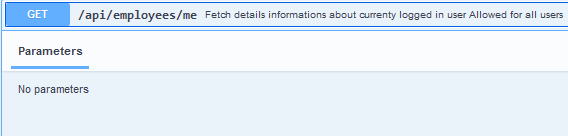 GET /api/employees/me Fetch details informations about currently logged in user Allowed for all users
Parameters
No parameters